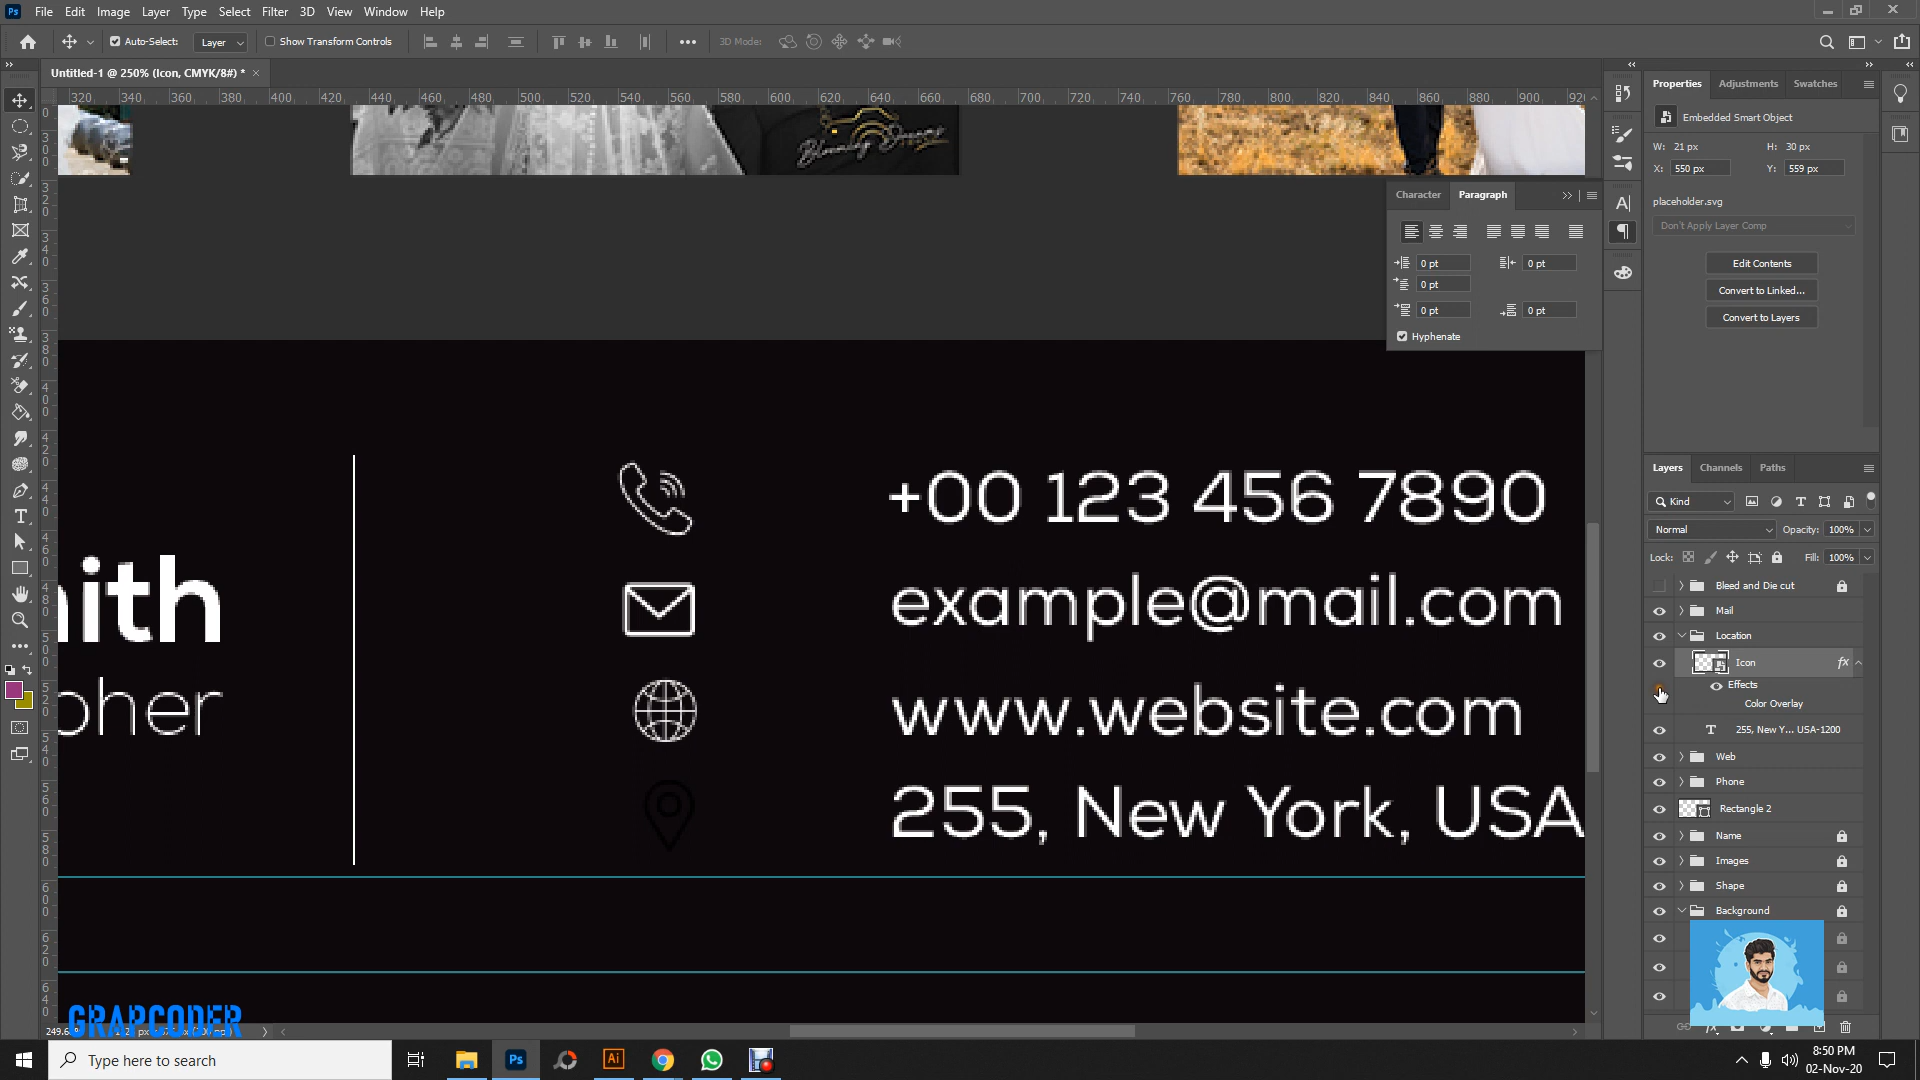 File Edit Image Layer Type Select Filter 3D View Window Help
Auto-Select: Layer Show Transform Controls 3D Mode:
Untitled-1 @ 250% (Icon, CMYK/8#) *
320 340 360 380 400 420 440 460 480 500 520 540 560 580 600 620 640 660 680 700 720 740 760 780 800 820 840 860 880 900
Blooming Dreams
Properties Adjustments Swatches
Embedded Smart Object
W: 21 px H: 30 px
X: 550 px Y: 559 px
placeholder.svg
Don't Apply Layer Comp
Edit Contents
Convert to Linked...
Convert to Layers
Character Paragraph
0 pt 0 pt
0 pt
0 pt 0 pt
Hyphenate
+00 123 456 7890
example@mail.com
www.website.com
255, New York, USA
ith
pher
Layers Channels Paths
Kind
Normal Opacity: 100%
Lock: Fill: 100%
Bleed and Die cut
Mail
Location
Icon fx
Effects
Color Overlay
255, New Y... USA-1200
Web
Phone
Rectangle 2
Name
Images
Shape
Background
GRAPCODER
Type here to search
8:50 PM
02-Nov-20